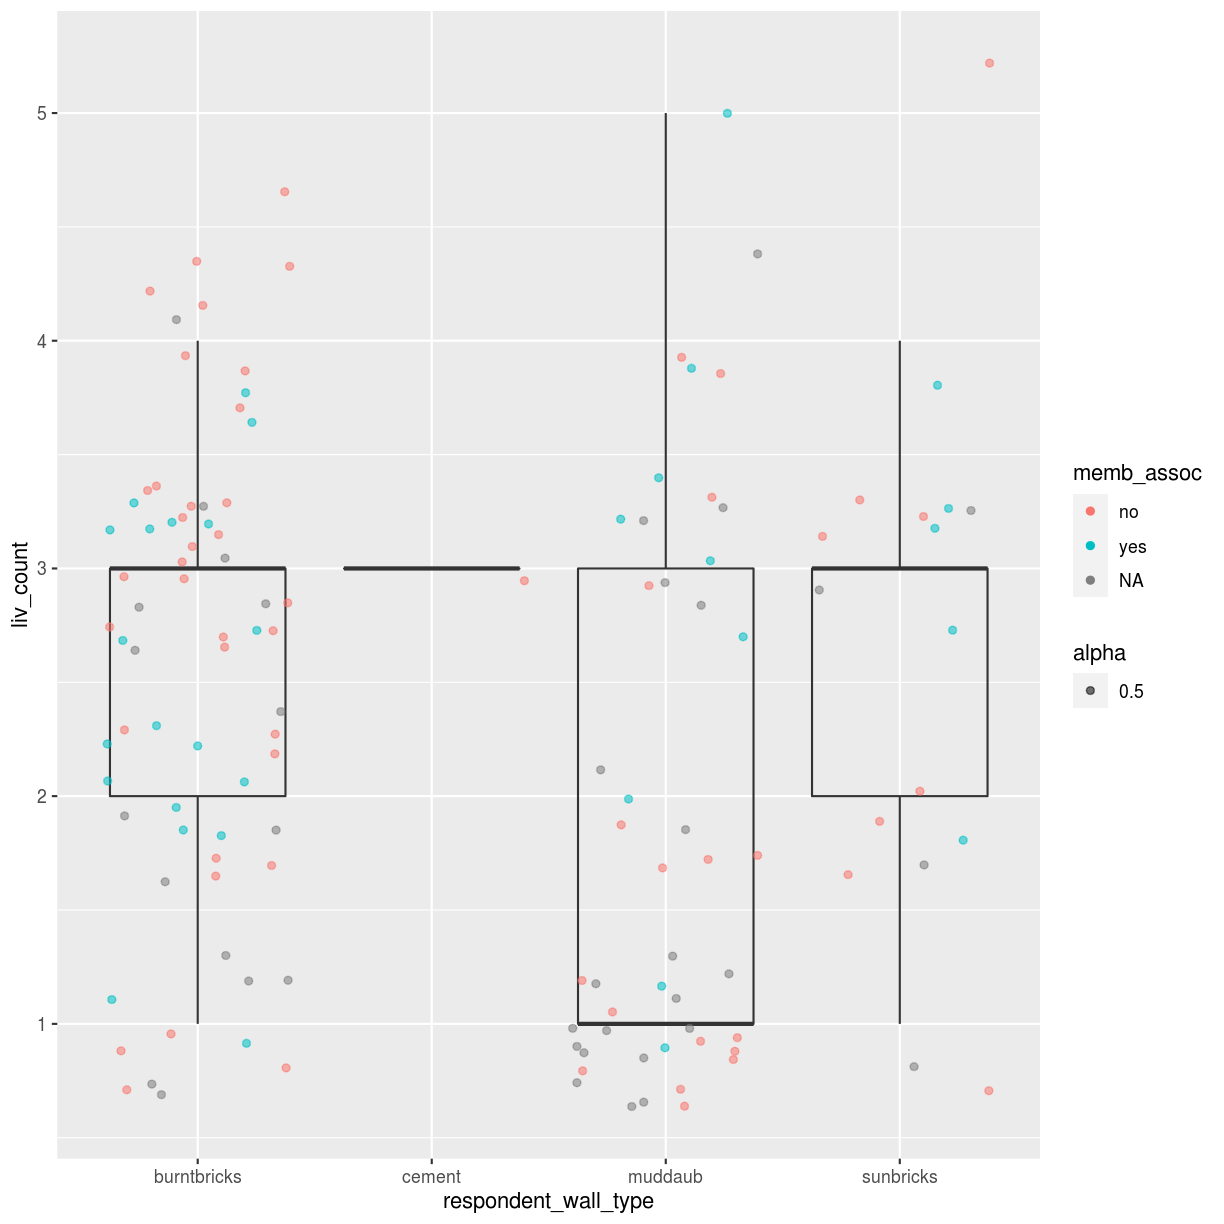 5
4
3
2
1
liv_count
burntbricks cement muddaub sunbricks
respondent_wall_type
memb_assoc
no
yes
NA
alpha
0.5